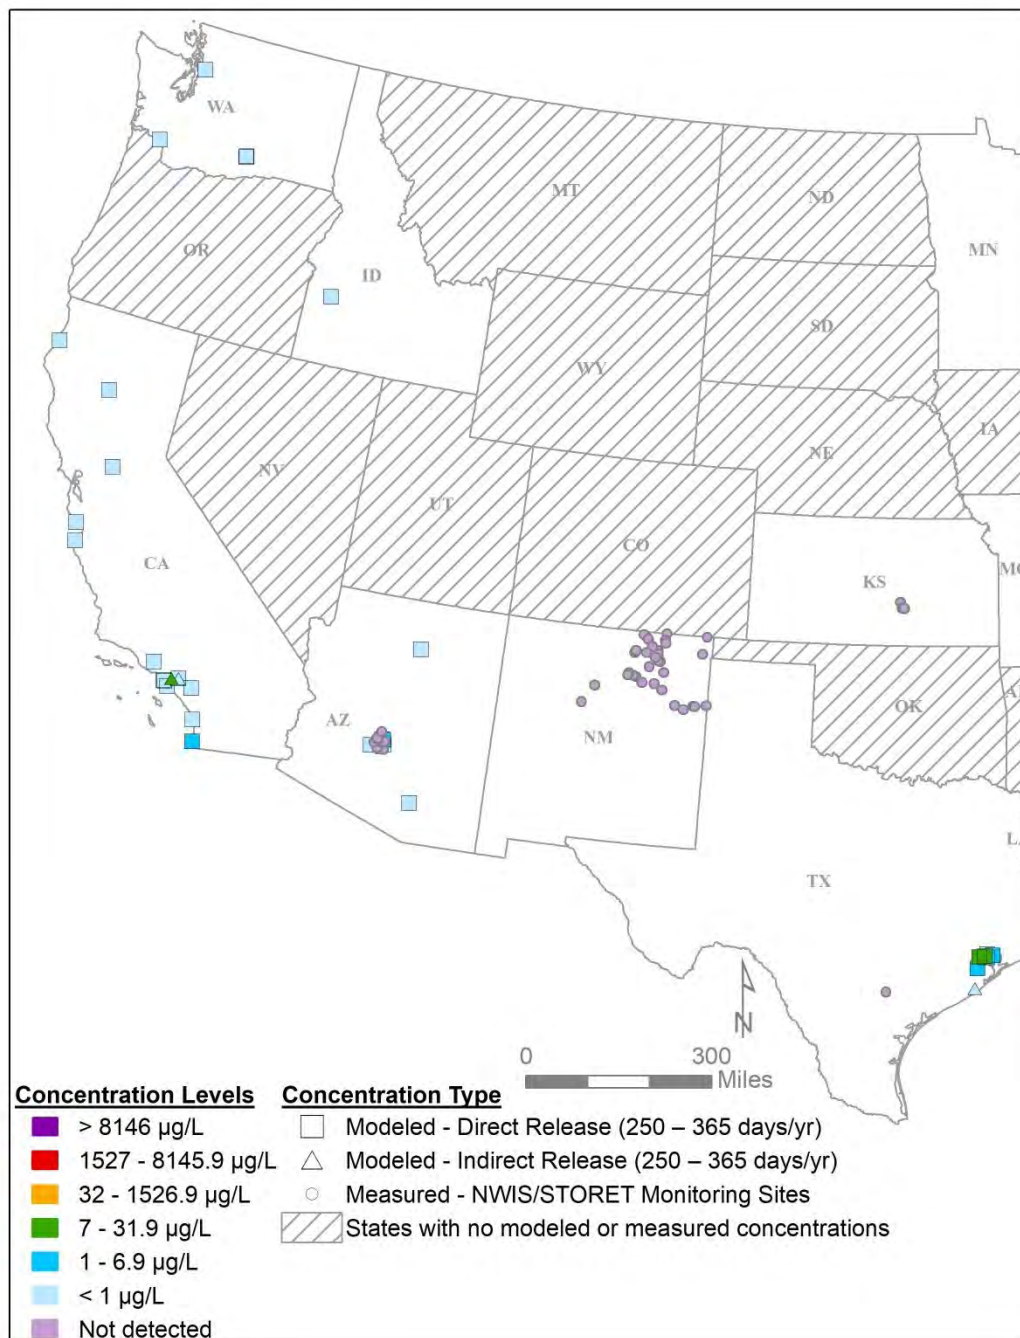 WA
MT
ND
MN
OR
ID
SD
WY
IA
NE
NV
UT
CO
CA
KS
AZ
NM
OK
TX
N
0 300
Miles
Concentration Levels
> 8146 µg/L
1527 - 8145.9 µg/L
32 - 1526.9 µg/L
7 - 31.9 µg/L
1 - 6.9 µg/L
< 1 µg/L
Not detected
Concentration Type
Modeled - Direct Release (250 – 365 days/yr)
Modeled - Indirect Release (250 – 365 days/yr)
Measured - NWIS/STORET Monitoring Sites
States with no modeled or measured concentrations